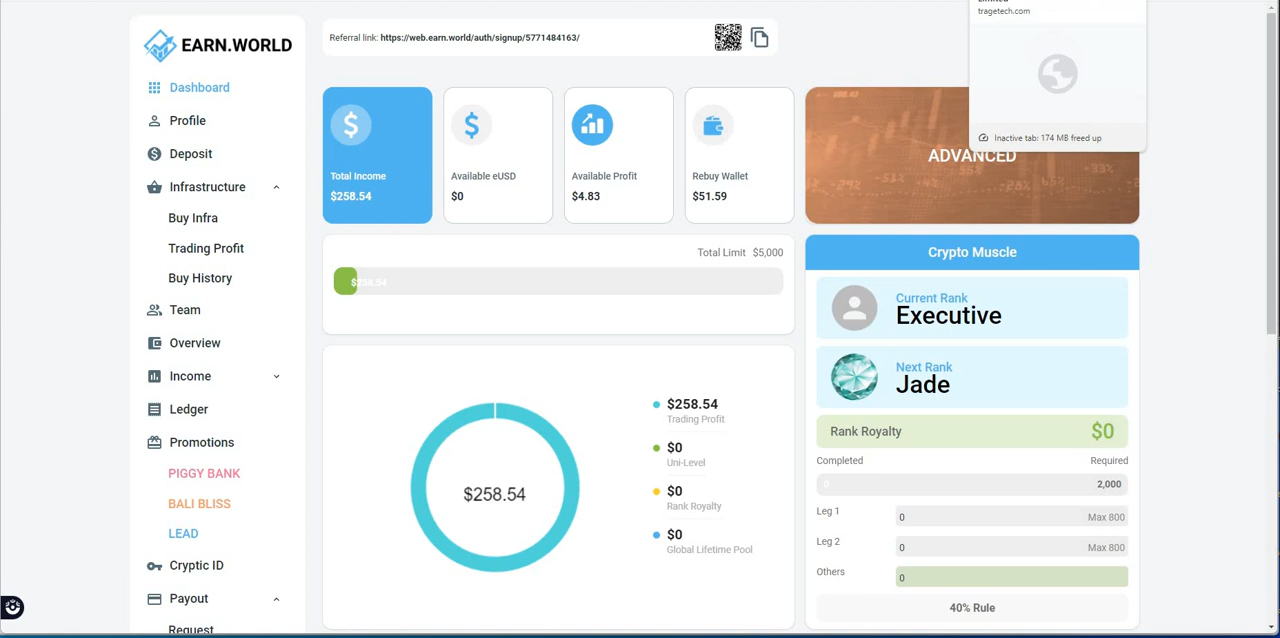 Limited
tragetech.com
Inactive tab: 174 MB freed up
EARN.WORLD
Referral link: https://web.earn.world/auth/signup/5771484163/
Dashboard
Profile
Deposit
Infrastructure
Buy Infra
Trading Profit
Buy History
Team
Overview
Income
Ledger
Promotions
PIGGY BANK
BALI BLISS
LEAD
Cryptic ID
Payout
Request
Total Income
$258.54
Available eUSD
$0
Available Profit
$4.83
Rebuy Wallet
$51.59
ADVANCED
Total Limit $5,000
$258.54
$258.54
$258.54
Trading Profit
$0
Uni-Level
$0
Rank Royalty
$0
Global Lifetime Pool
Crypto Muscle
Current Rank
Executive
Next Rank
Jade
Rank Royalty $0
Completed Required
0 2,000
Leg 1 0 Max 800
Leg 2 0 Max 800
Others 0
40% Rule